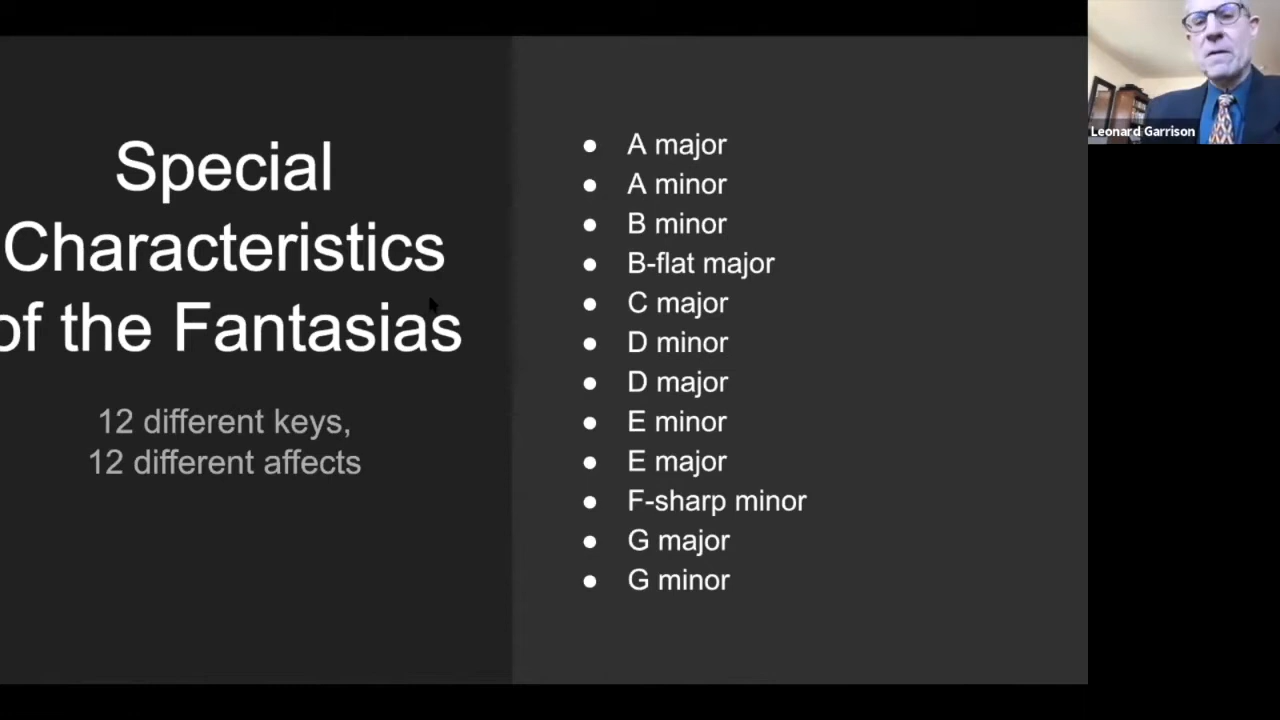 Special
Characteristics
of the Fantasias
12 different keys,
12 different affects
● A major
● A minor
● B minor
● B-flat major
● C major
● D minor
● D major
● E minor
● E major
● F-sharp minor
● G major
● G minor
Leonard Garrison